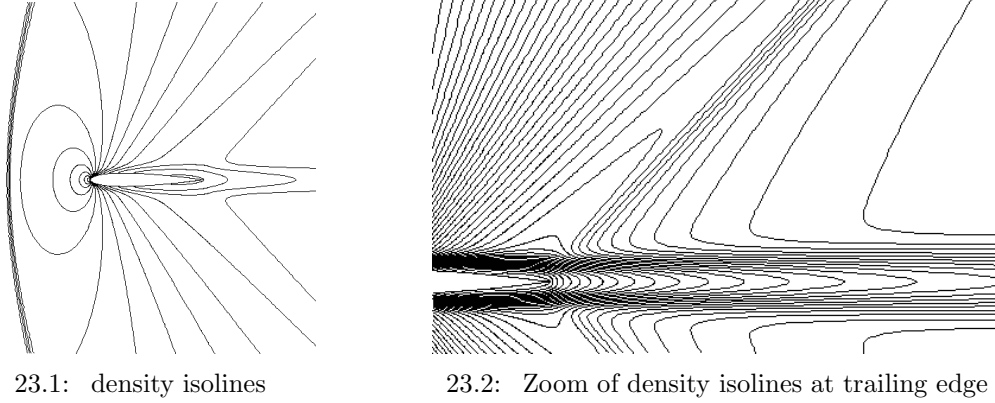 23.1: density isolines
23.2: Zoom of density isolines at trailing edge